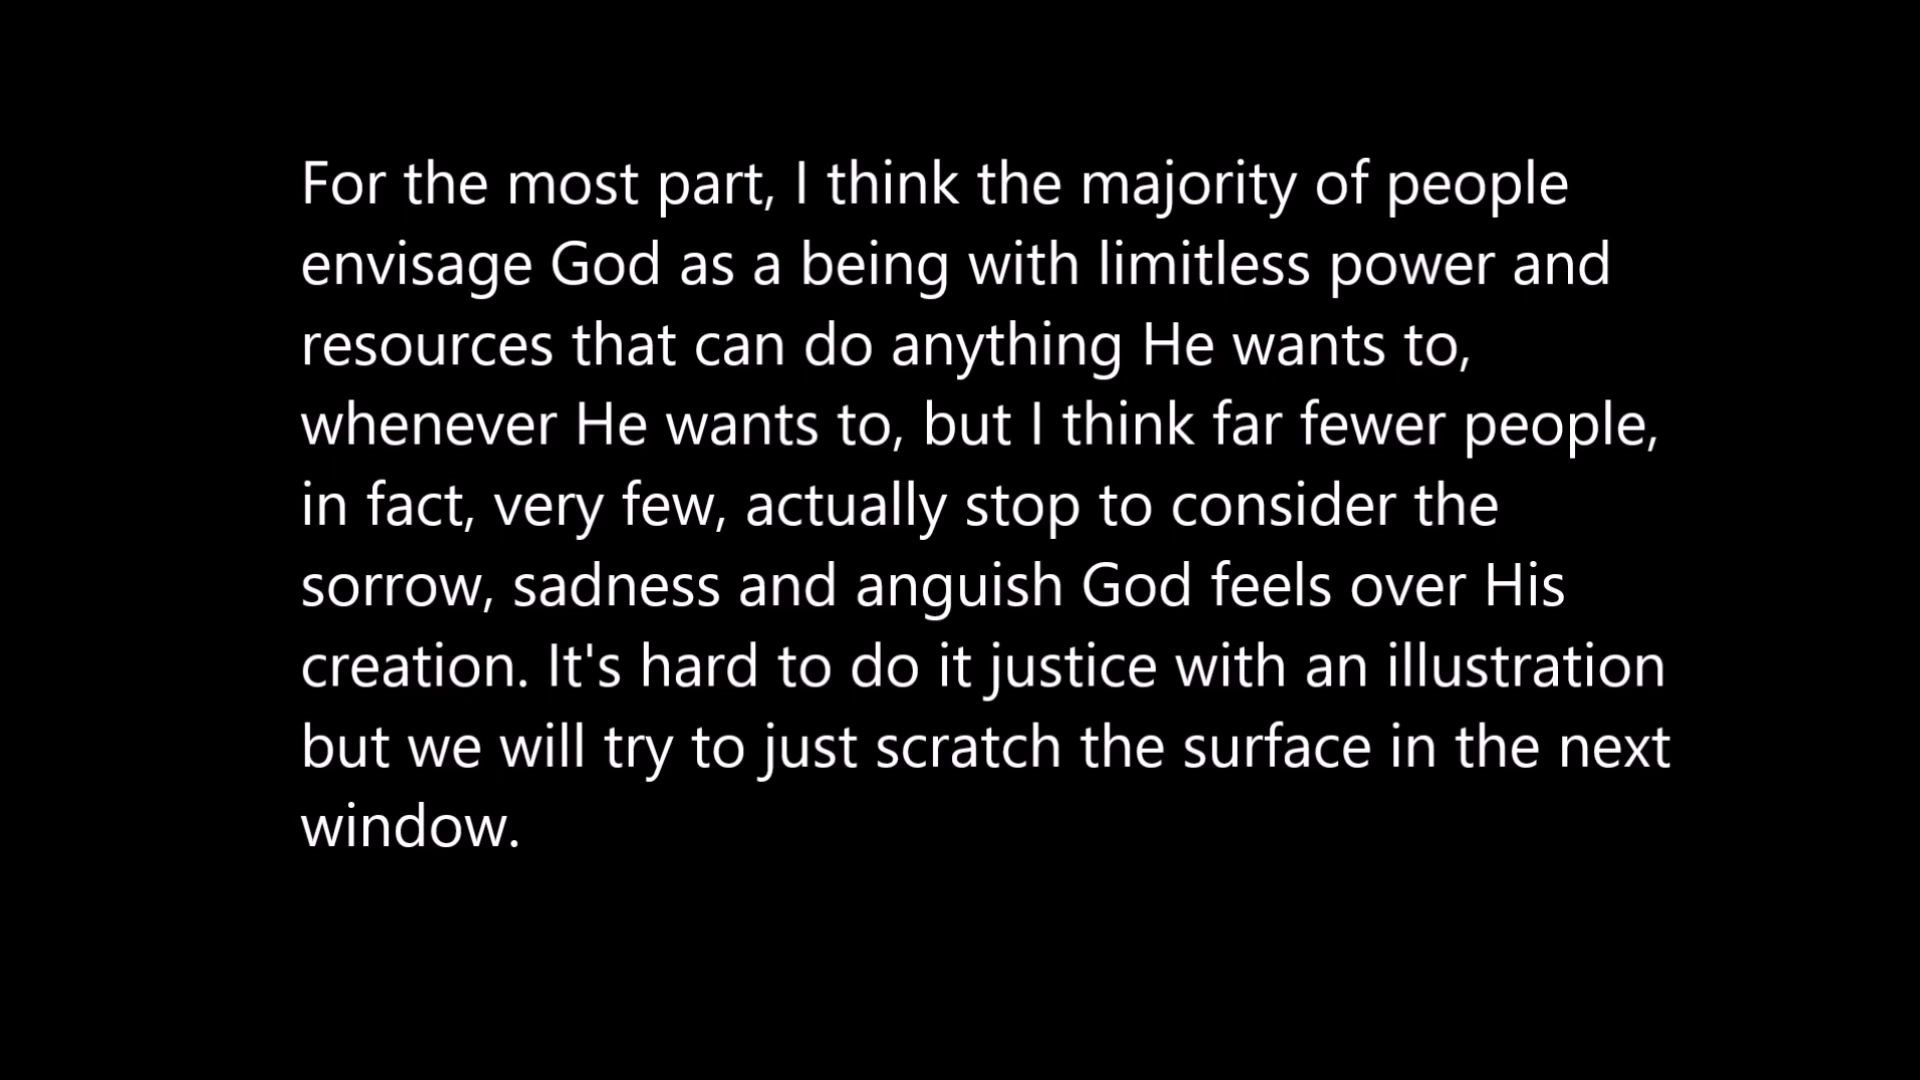 For the most part, I think the majority of people
envisage God as a being with limitless power and
resources that can do anything He wants to,
whenever He wants to, but I think far fewer people,
in fact, very few, actually stop to consider the
sorrow, sadness and anguish God feels over His
creation. It's hard to do it justice with an illustration
but we will try to just scratch the surface in the next
window.